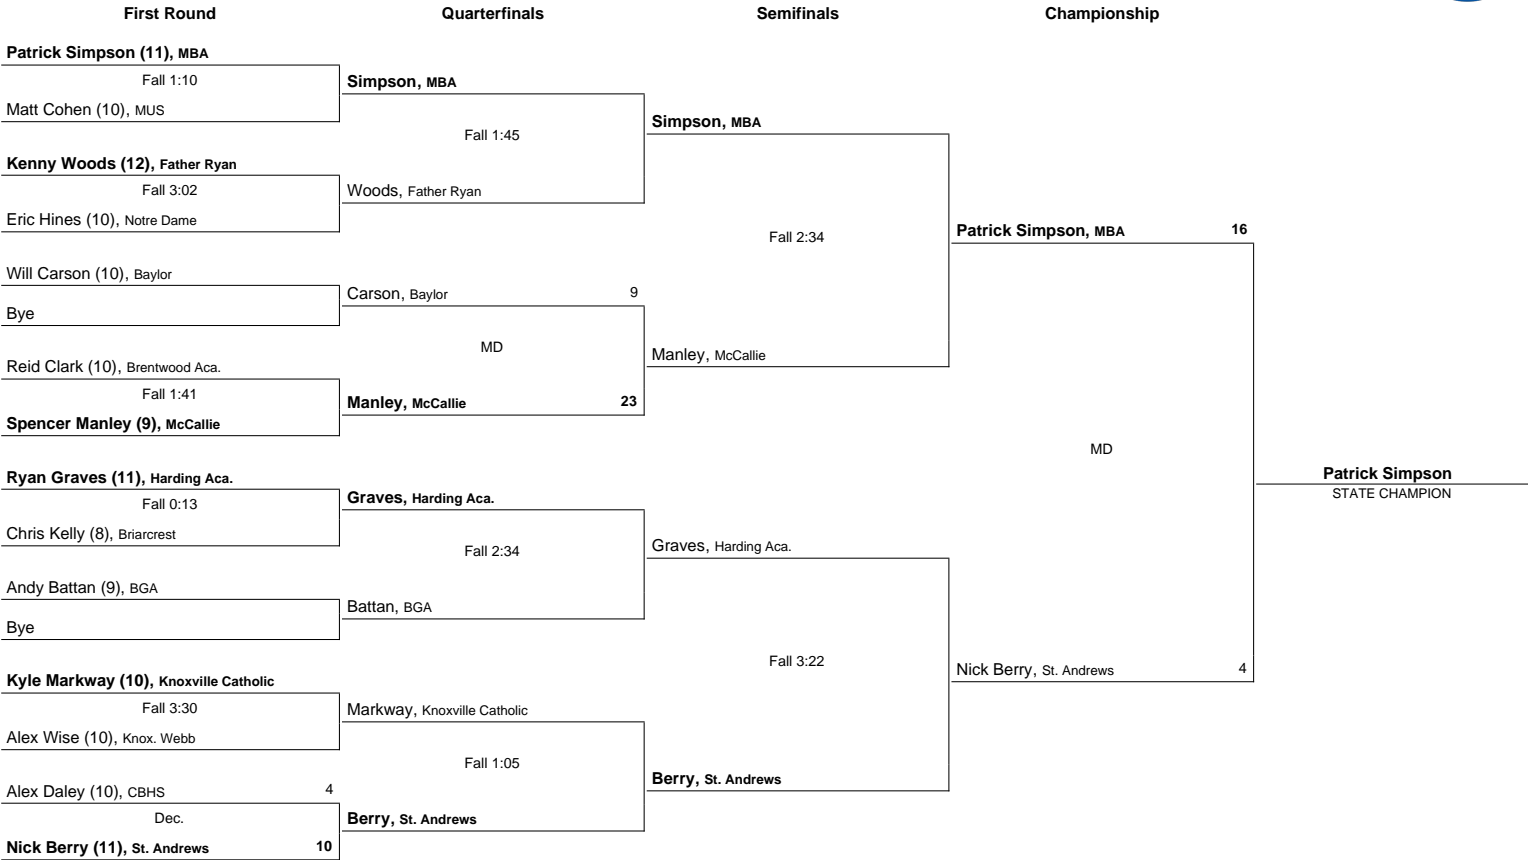 First Round
Quarterfinals
Semifinals
Championship
Patrick Simpson (11), MBA
Fall 1:10
Matt Cohen (10), MUS
Kenny Woods (12), Father Ryan
Fall 3:02
Eric Hines (10), Notre Dame
Will Carson (10), Baylor
Bye
Reid Clark (10), Brentwood Aca.
Fall 1:41
Spencer Manley (9), McCallie
Ryan Graves (11), Harding Aca.
Fall 0:13
Chris Kelly (8), Briarcrest
Andy Battan (9), BGA
Bye
Kyle Markway (10), Knoxville Catholic
Fall 3:30
Alex Wise (10), Knox. Webb
Alex Daley (10), CBHS 4
Dec.
Nick Berry (11), St. Andrews 10
Simpson, MBA
Fall 1:45
Woods, Father Ryan
Carson, Baylor 9
MD
Manley, McCallie 23
Graves, Harding Aca.
Fall 2:34
Battan, BGA
Markway, Knoxville Catholic
Fall 1:05
Berry, St. Andrews
Simpson, MBA
Fall 2:34
Manley, McCallie
Graves, Harding Aca.
Fall 3:22
Berry, St. Andrews
Patrick Simpson, MBA 16
MD
Nick Berry, St. Andrews 4
Patrick Simpson
STATE CHAMPION